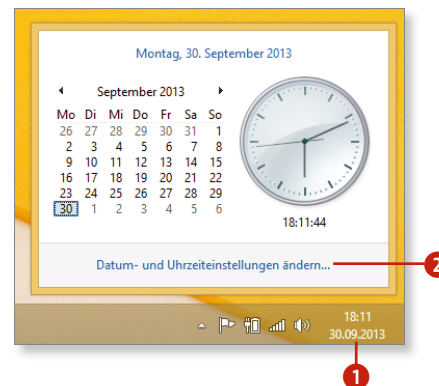 Montag, 30. September 2013
September 2013
Mo Di Mi Do Fr Sa So
26 27 28 29 30 31 1
2 3 4 5 6 7 8
9 10 11 12 13 14 15
16 17 18 19 20 21 22
23 24 25 26 27 28 29
30 1 2 3 4 5 6
18:11:44
Datum- und Uhrzeiteinstellungen ändern...
2
18:11
30.09.2013
1